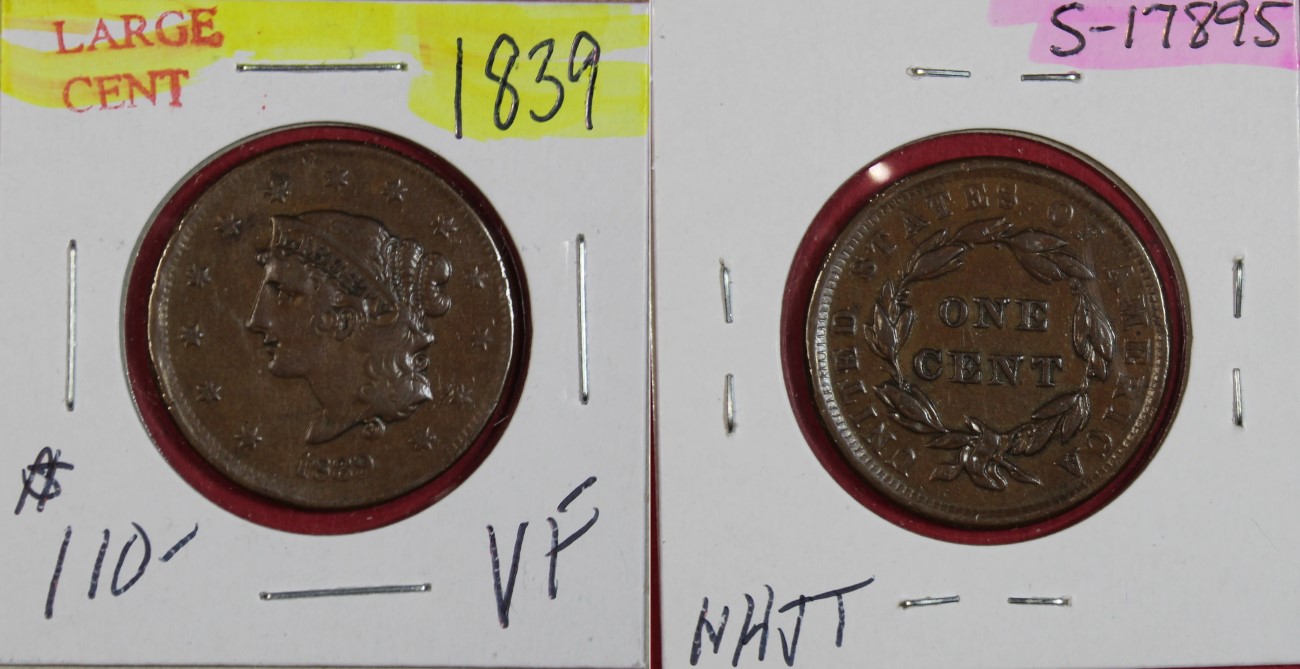 LARGE
CENT
1839
1839
$
110-
VF
S-17895
UNITED STATES OF AMERICA
ONE
CENT
NHJT